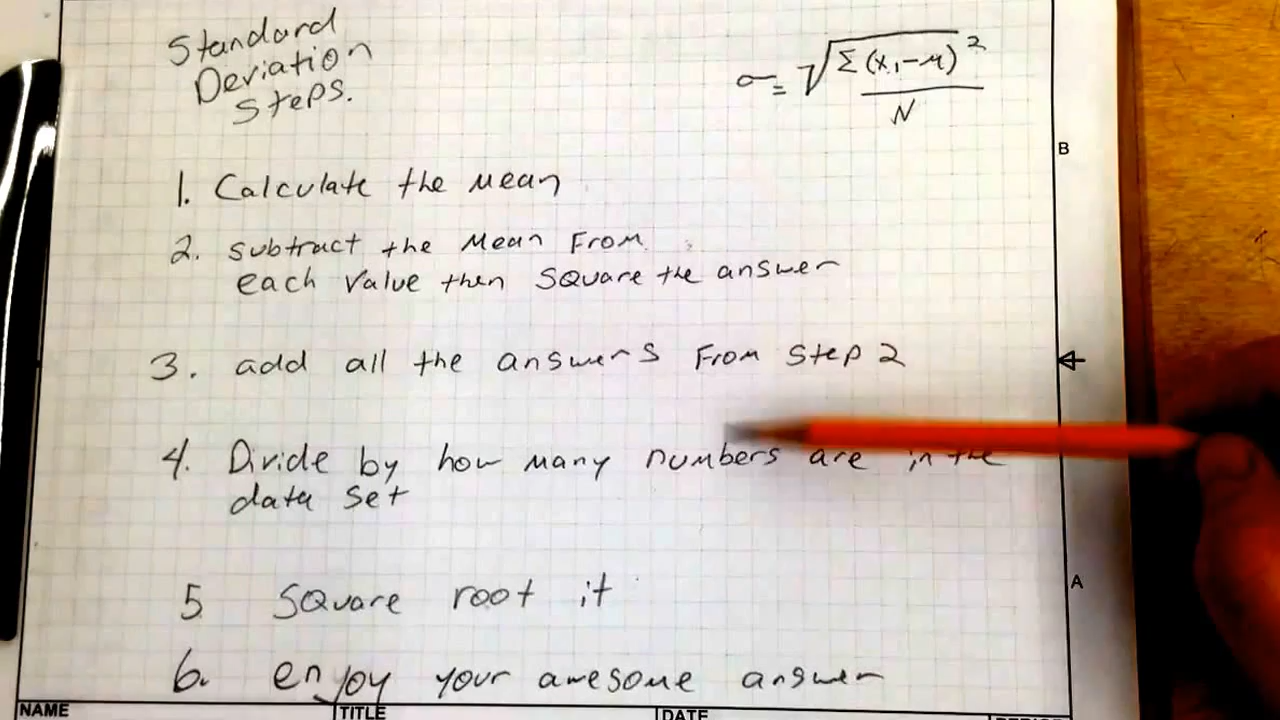 Standard
Deviation
Steps.
σ = √ Σ (x₁-μ)²
N
1. Calculate the Mean
2. subtract the Mean From
each Value then Square the answer
3. add all the answers From Step 2
4. Divide by how many numbers are in the
data set
5 Square root it
6. enjoy your awesome answer
B
A
NAME
TITLE
DATE